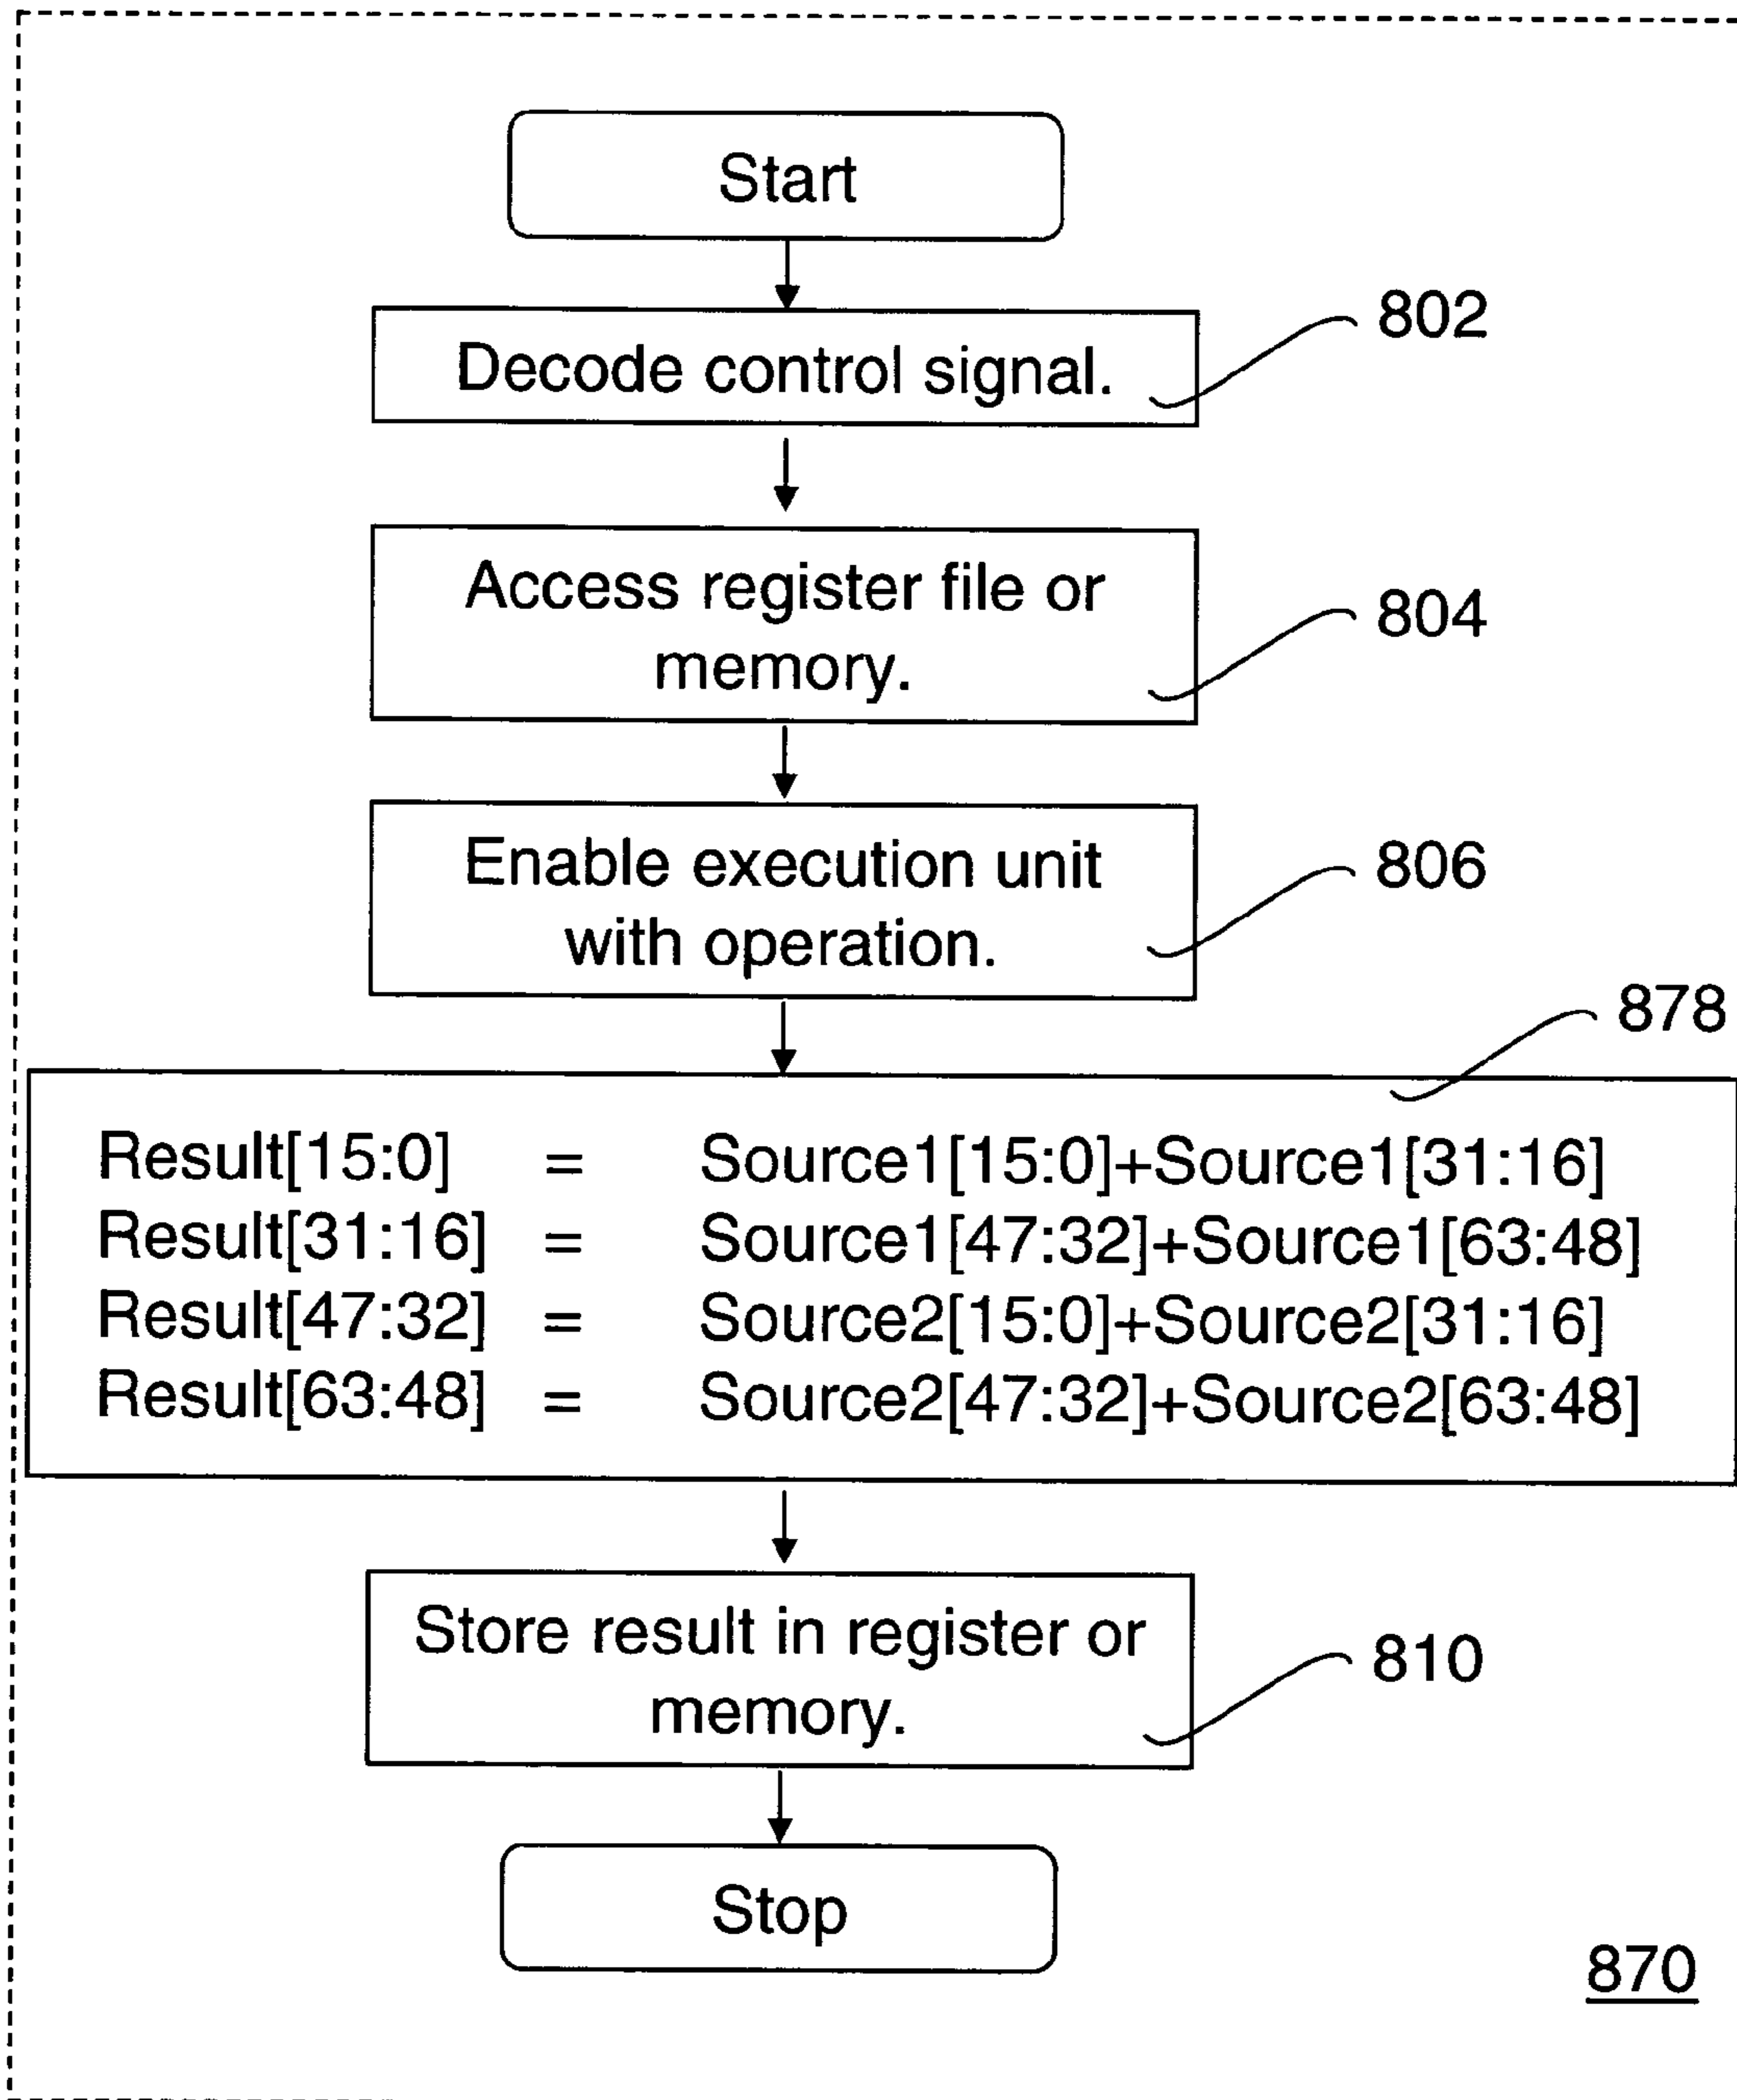 Start
802
Decode control signal.
Access register file or
memory.
804
Enable execution unit
with operation.
806
878
Result[15:0] = Source1[15:0]+Source1[31:16]
Result[31:16] = Source1[47:32]+Source1[63:48]
Result[47:32] = Source2[15:0]+Source2[31:16]
Result[63:48] = Source2[47:32]+Source2[63:48]
Store result in register or
memory.
810
Stop
870